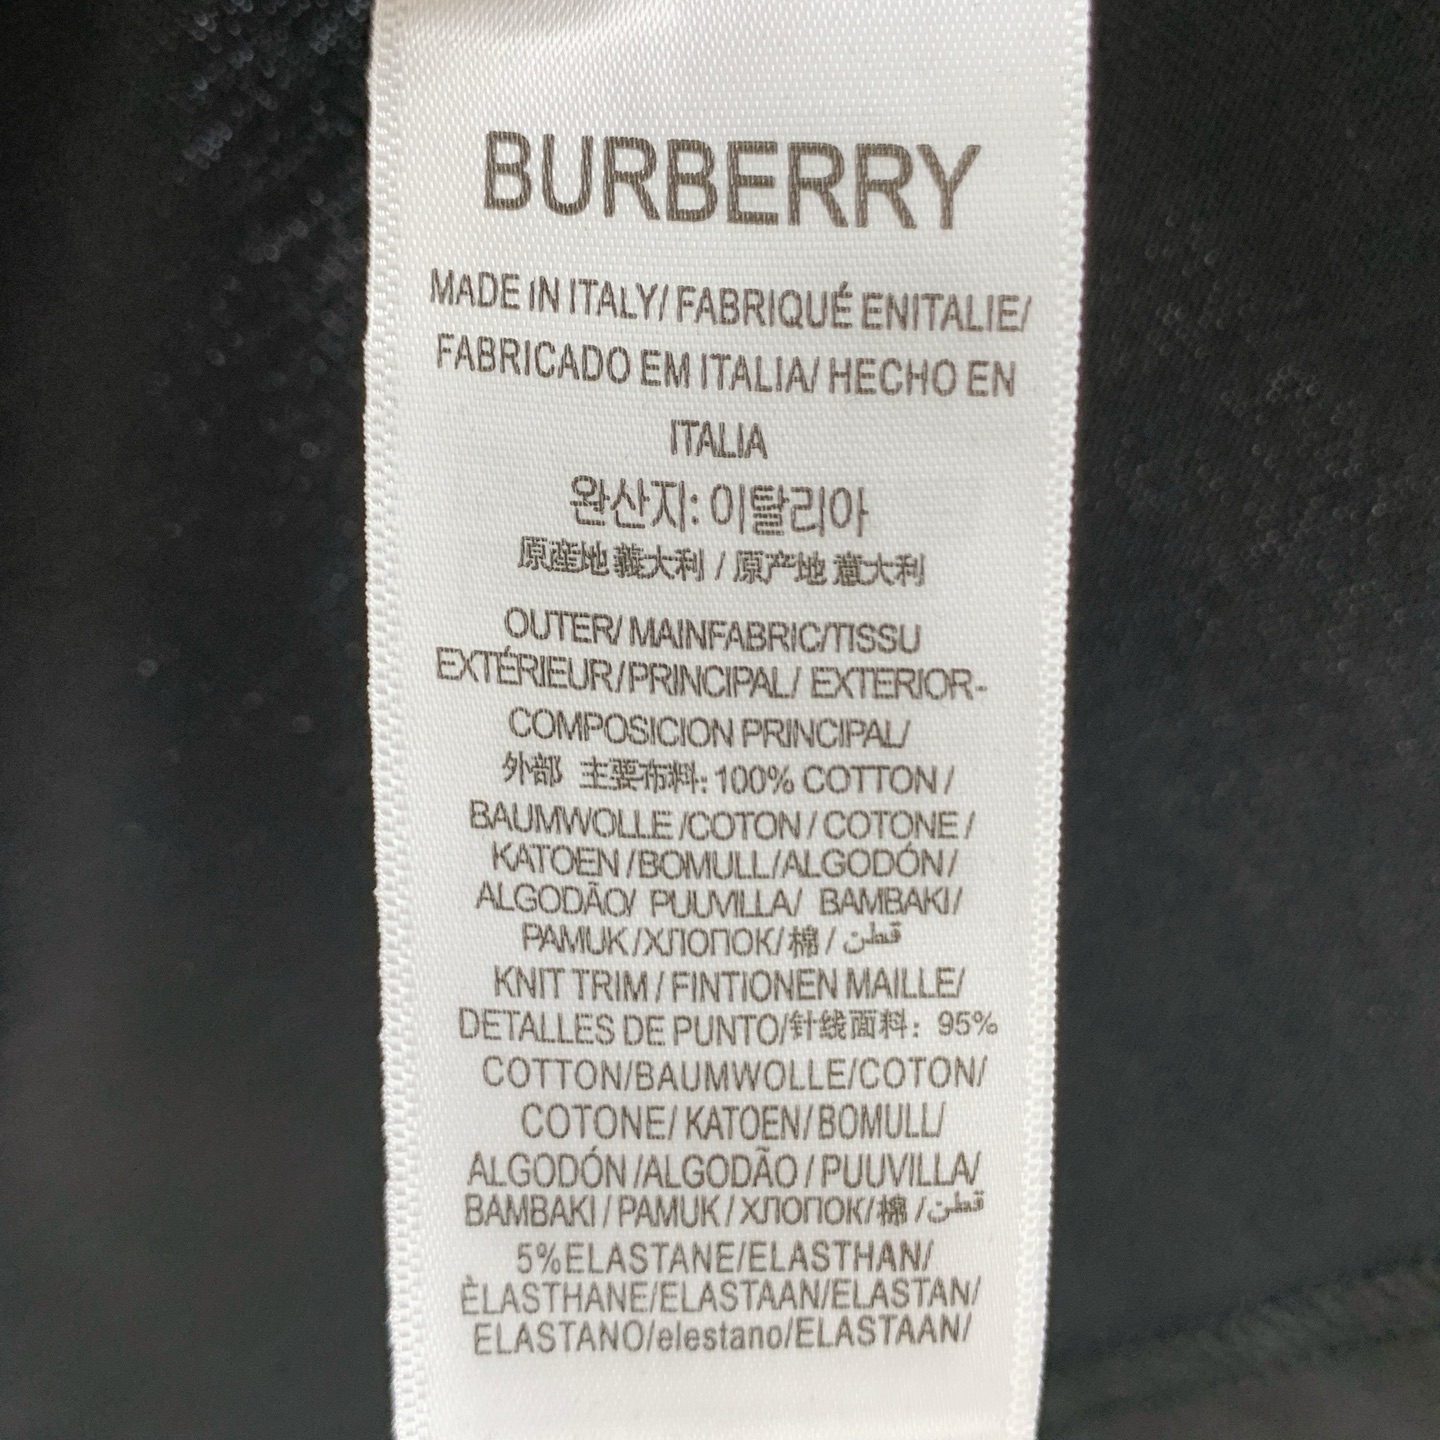 BURBERRY
MADE IN ITALY/ FABRIQUÉ ENITALIE/
FABRICADO EM ITALIA/ HECHO EN
ITALIA
완산지: 이탈리아
原産地 義大利 / 原产地 意大利
OUTER/ MAINFABRIC/TISSU
EXTÉRIEUR/PRINCIPAL/ EXTERIOR-
COMPOSICION PRINCIPAL/
外部 主要布料: 100% COTTON /
BAUMWOLLE /COTON / COTONE /
KATOEN /BOMULL/ALGODÓN/
ALGODÃO/ PUUVILLA/ BAMBAKI/
PAMUK/ХЛОПОК/棉/ قطن
KNIT TRIM / FINTIONEN MAILLE/
DETALLES DE PUNTO/针线面料: 95%
COTTON/BAUMWOLLE/COTON/
COTONE/ KATOEN/BOMULL/
ALGODÓN /ALGODÃO / PUUVILLA/
BAMBAKI / PAMUK / ХЛОПОК/棉 /قطن
5%ELASTANE/ELASTHAN/
ÈLASTHANE/ELASTAAN/ELASTAN/
ELASTANO/elestano/ELASTAAN/